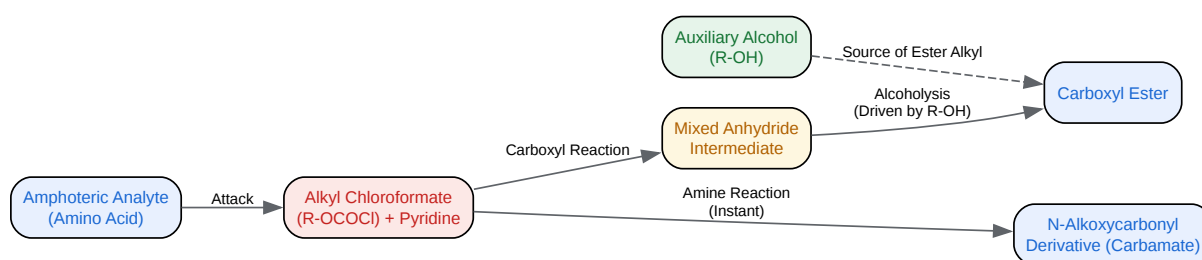 Auxiliary Alcohol
(R-OH)
Source of Ester Alkyl
Carboxyl Ester
Alcoholysis
(Driven by R-OH)
Mixed Anhydride
Intermediate
Carboxyl Reaction
Amphoteric Analyte
(Amino Acid)
Attack
Alkyl Chloroformate
(R-OCOCl) + Pyridine
Amine Reaction
(Instant)
N-Alkoxycarbonyl
Derivative (Carbamate)